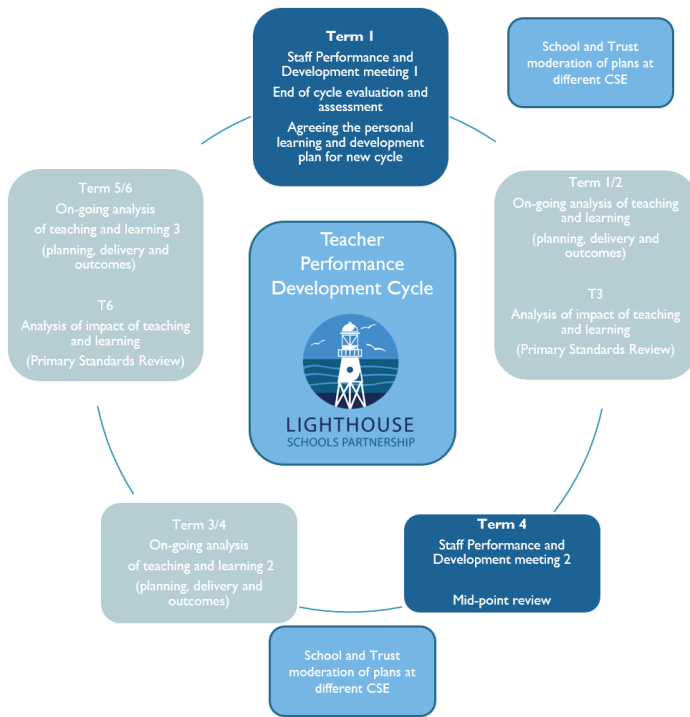 Term 1
Staff Performance and
Development meeting 1
End of cycle evaluation and
assessment
Agreeing the personal
learning and development
plan for new cycle
School and Trust
moderation of plans at
different CSE
Term 1/2
On-going analysis of teaching
and learning
(planning, delivery and
outcomes)
T3
Analysis of impact of teaching
and learning
(Primary Standards Review)
Term 4
Staff Performance and
Development meeting 2
Mid-point review
School and Trust
moderation of plans at
different CSE
Term 3/4
On-going analysis
of teaching and learning 2
(planning, delivery and
outcomes)
Term 5/6
On-going analysis
of teaching and learning 3
(planning, delivery and
outcomes)
T6
Analysis of impact of teaching
and learning
(Primary Standards Review)
Teacher
Performance
Development Cycle
LIGHTHOUSE
SCHOOLS PARTNERSHIP